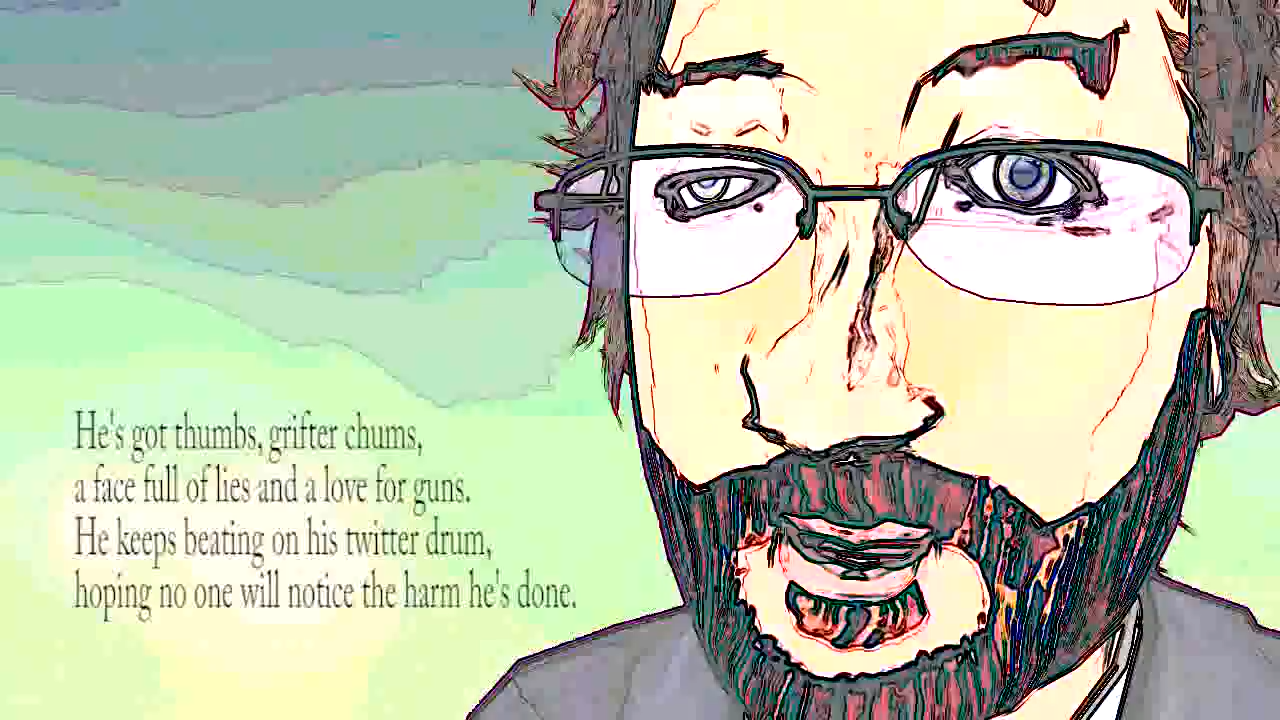 He's got thumbs, grifter chums,
a face full of lies and a love for guns.
He keeps beating on his twitter drum,
hoping no one will notice the harm he's done.